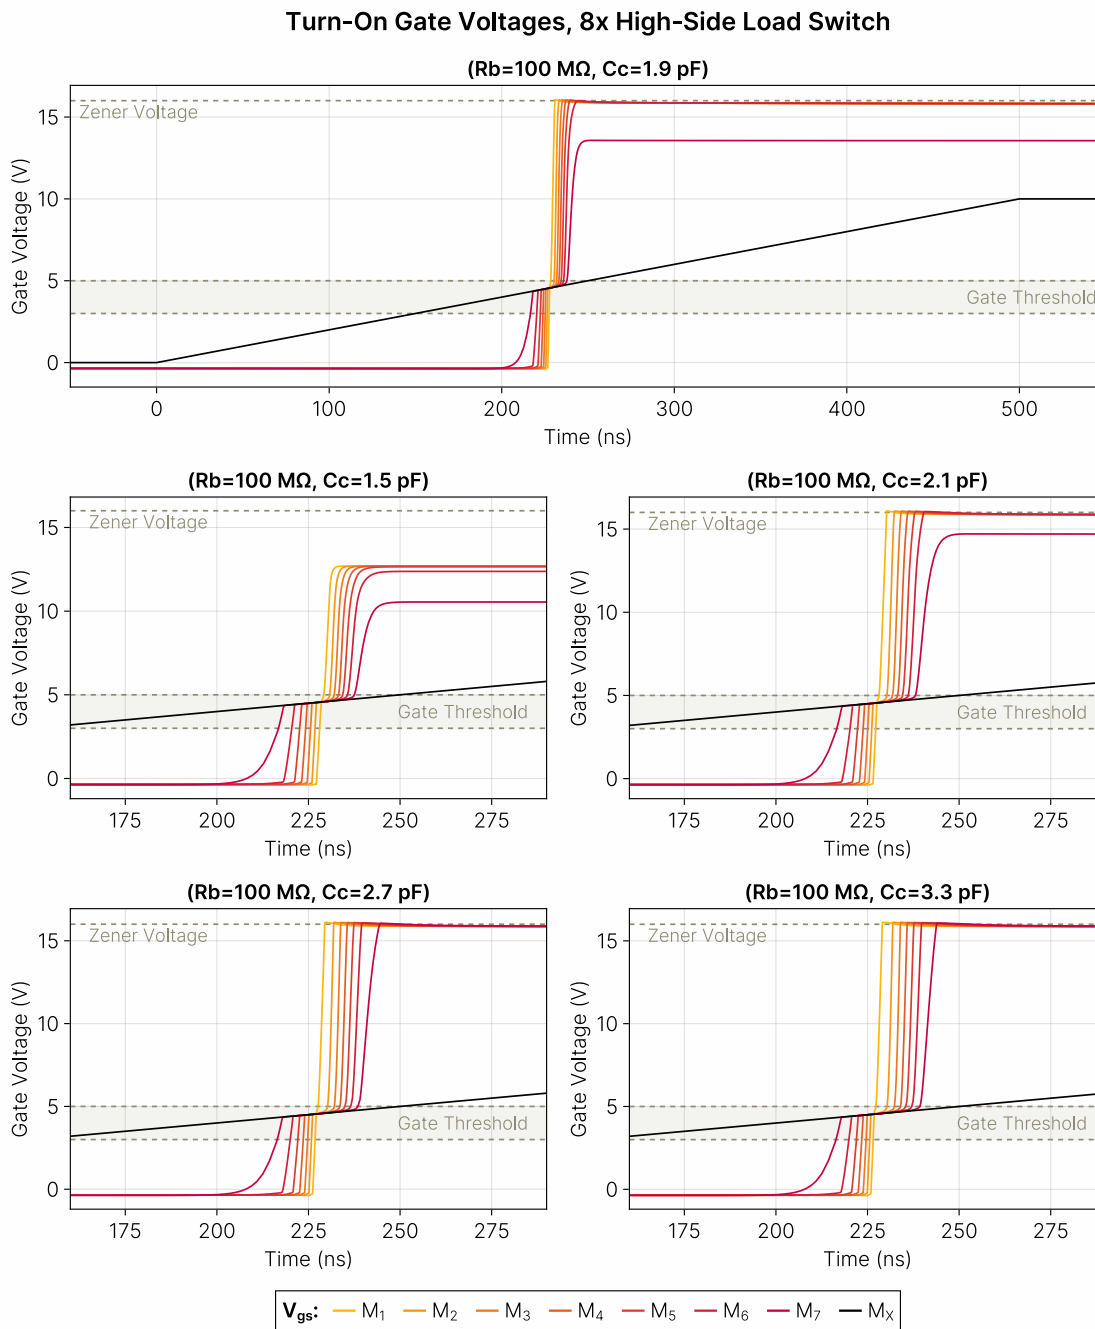 Turn-On Gate Voltages, 8x High-Side Load Switch
(Rb=100 MΩ, Cc=1.9 pF)
Gate Voltage (V)
15
10
5
0
Zener Voltage
Gate Threshold
0 100 200 300 400 500
Time (ns)
(Rb=100 MΩ, Cc=1.5 pF)
Gate Voltage (V)
15
10
5
0
Zener Voltage
Gate Threshold
175 200 225 250 275
Time (ns)
(Rb=100 MΩ, Cc=2.1 pF)
Gate Voltage (V)
15
10
5
0
Zener Voltage
Gate Threshold
175 200 225 250 275
Time (ns)
(Rb=100 MΩ, Cc=2.7 pF)
Gate Voltage (V)
15
10
5
0
Zener Voltage
Gate Threshold
175 200 225 250 275
Time (ns)
(Rb=100 MΩ, Cc=3.3 pF)
Gate Voltage (V)
15
10
5
0
Zener Voltage
Gate Threshold
175 200 225 250 275
Time (ns)
V_gs: M₁ M₂ M₃ M₄ M₅ M₆ M₇ Mₓ